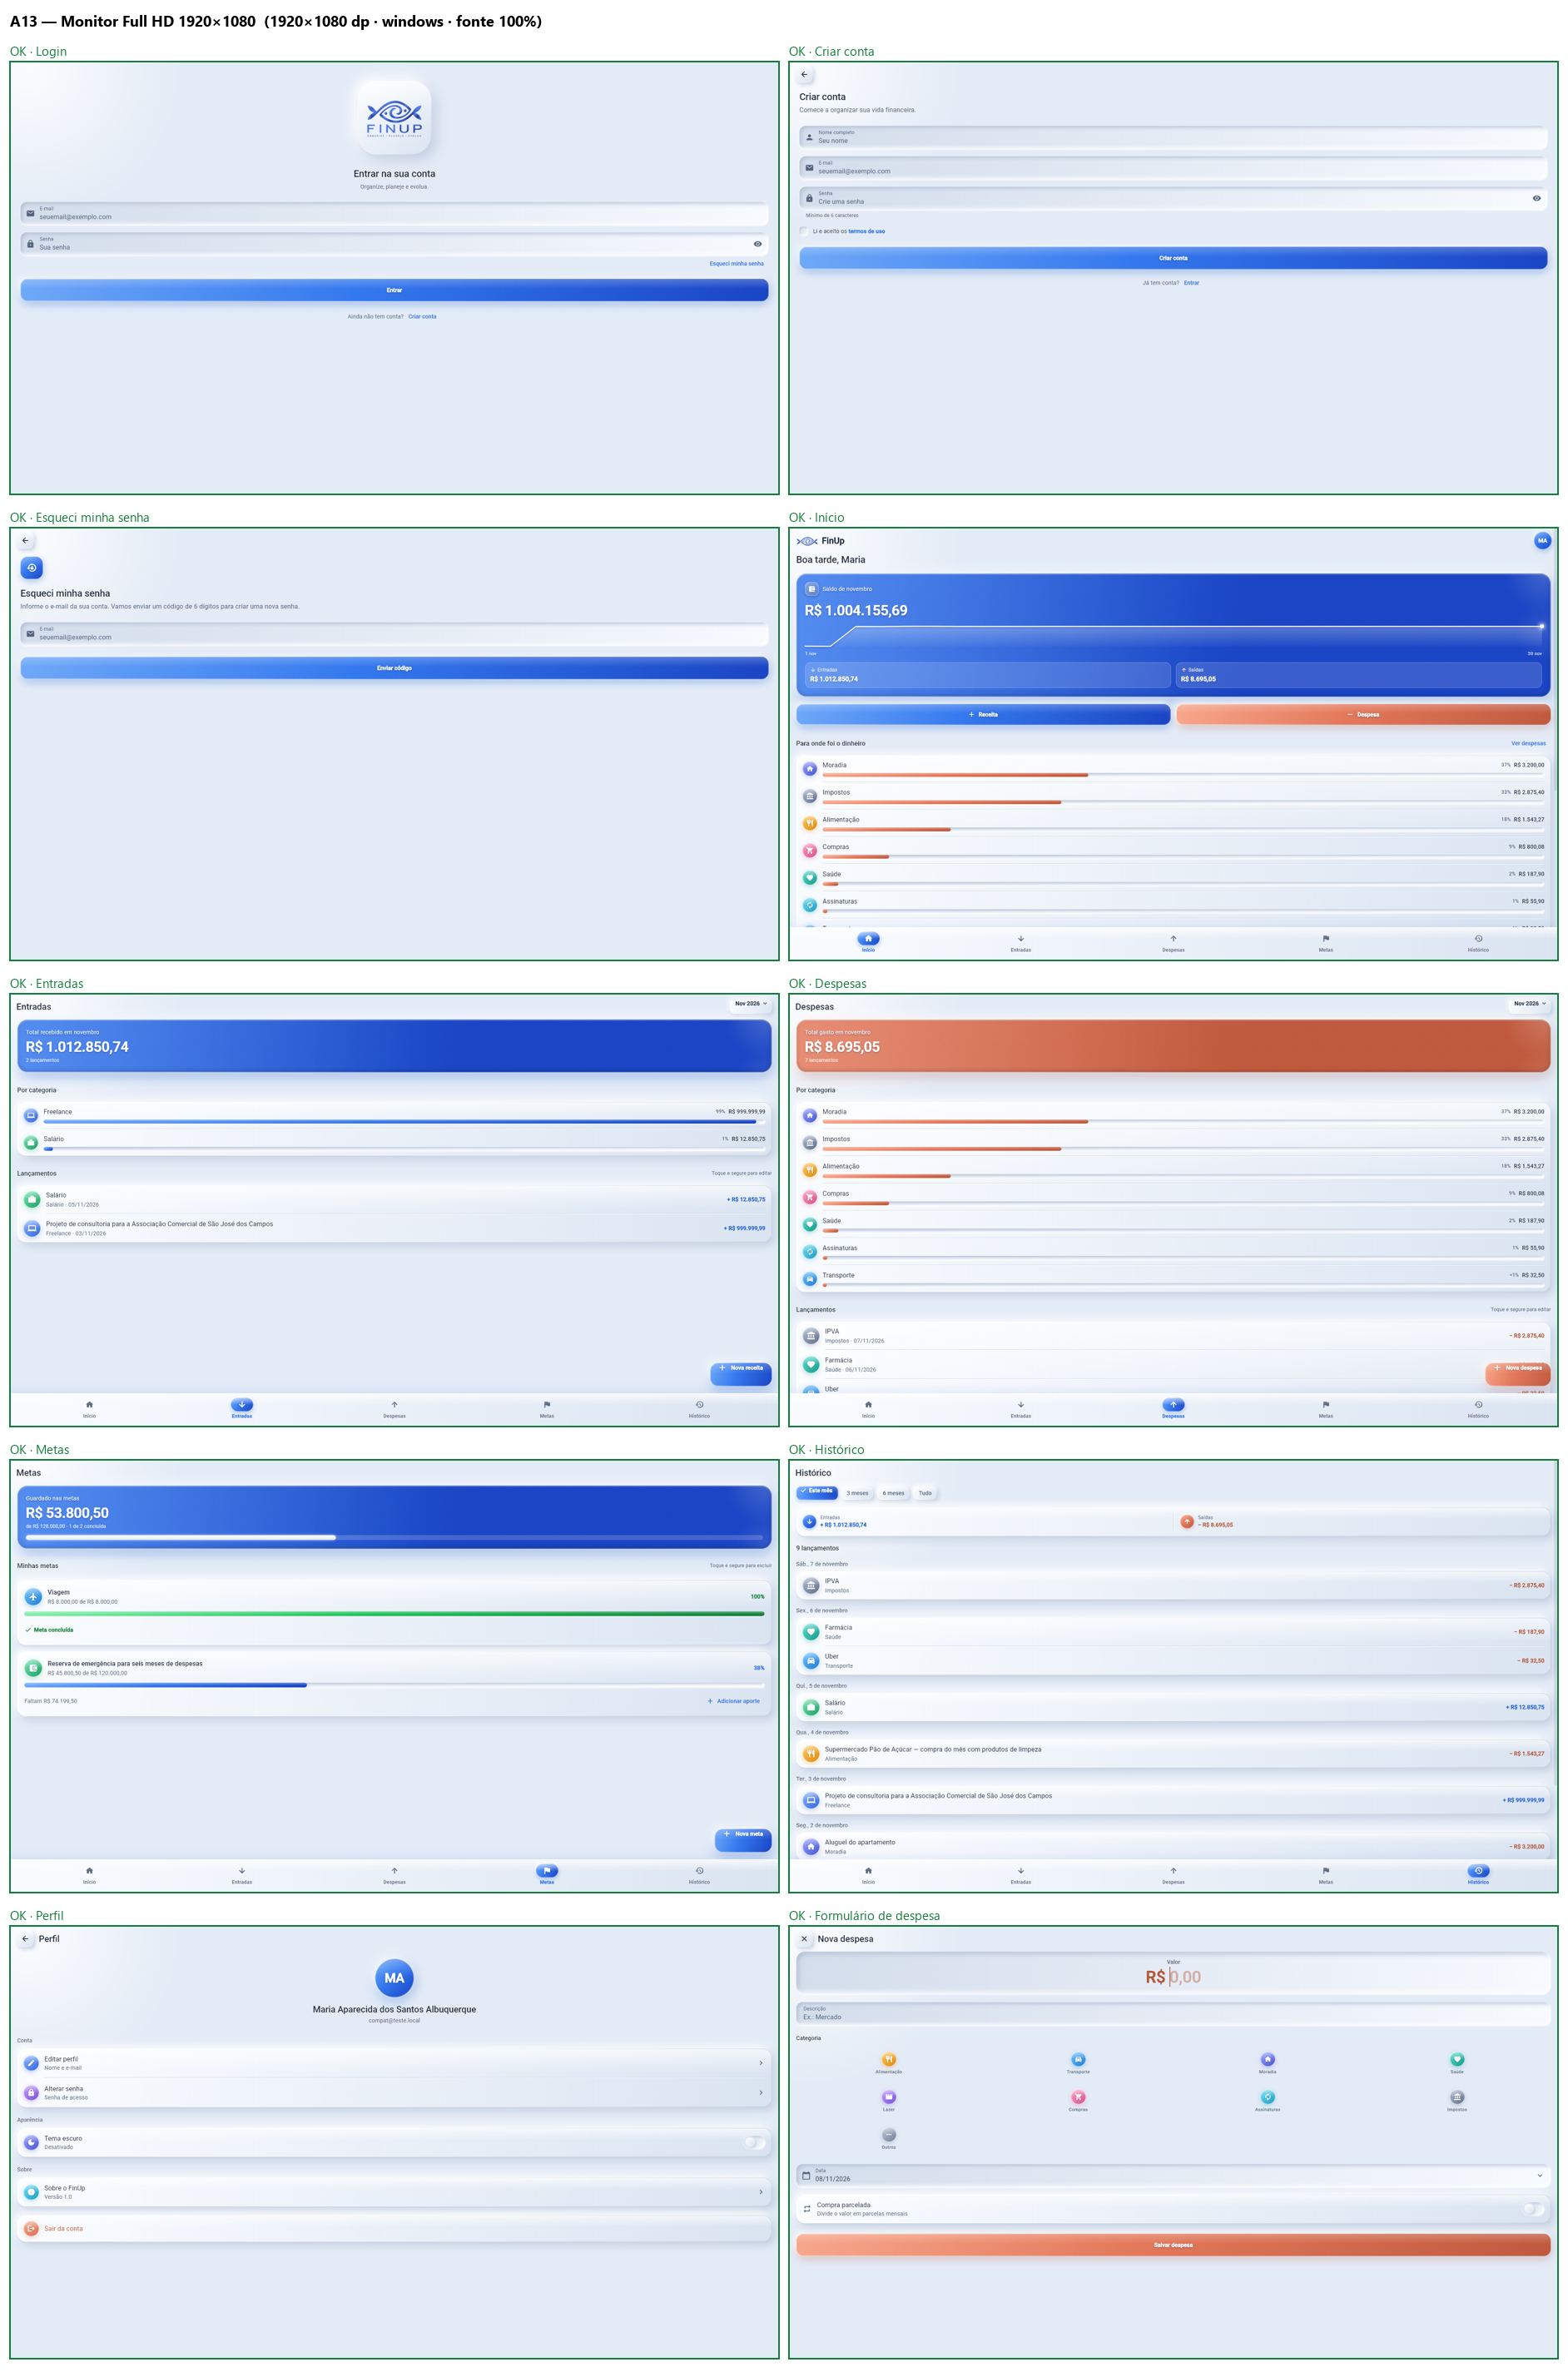 A13 — Monitor Full HD 1920×1080 (1920×1080 dp · windows · fonte 100%)
OK · Login
FINUP
Entrar na sua conta
Organize, planeje e evolua.
E-mail
seuemail@exemplo.com
Senha
Sua senha
Esqueci minha senha
Entrar
Ainda não tem conta? Criar conta
OK · Criar conta
Criar conta
Comece a organizar sua vida financeira.
Nome completo
Seu nome
E-mail
seuemail@exemplo.com
Senha
Crie uma senha
Mínimo de 6 caracteres
Li e aceito os termos de uso
Criar conta
Já tem conta? Entrar
OK · Esqueci minha senha
Esqueci minha senha
Informe o e-mail da sua conta. Vamos enviar um código de 6 dígitos para criar uma nova senha.
E-mail
seuemail@exemplo.com
Enviar código
OK · Início
FinUp
MA
Boa tarde, Maria
Saldo de novembro
R$ 1.004.155,69
1 nov
30 nov
Entradas
R$ 1.012.850,74
Saídas
R$ 8.695,05
Receita
Despesa
Para onde foi o dinheiro
Ver despesas
Moradia
37% R$ 3.200,00
Impostos
33% R$ 2.875,40
Alimentação
18% R$ 1.543,27
Compras
9% R$ 800,08
Saúde
2% R$ 187,90
Assinaturas
1% R$ 55,90
Início
Entradas
Despesas
Metas
Histórico
OK · Entradas
Entradas
Nov 2026
Total recebido em novembro
R$ 1.012.850,74
2 lançamentos
Por categoria
Freelance
99% R$ 999.999,99
Salário
1% R$ 12.850,75
Lançamentos
Toque e segure para editar
Salário
Salário · 05/11/2026
+ R$ 12.850,75
Projeto de consultoria para a Associação Comercial de São José dos Campos
Freelance · 03/11/2026
+ R$ 999.999,99
Nova receita
Início
Entradas
Despesas
Metas
Histórico
OK · Despesas
Despesas
Nov 2026
Total gasto em novembro
R$ 8.695,05
7 lançamentos
Por categoria
Moradia
37% R$ 3.200,00
Impostos
33% R$ 2.875,40
Alimentação
18% R$ 1.543,27
Compras
9% R$ 800,08
Saúde
2% R$ 187,90
Assinaturas
1% R$ 55,90
Transporte
<1% R$ 32,50
Lançamentos
Toque e segure para editar
IPVA
Impostos · 07/11/2026
− R$ 2.875,40
Farmácia
Saúde · 06/11/2026
Nova despesa
Uber
Início
Entradas
Despesas
Metas
Histórico
OK · Metas
Metas
Guardado nas metas
R$ 53.800,50
de R$ 128.000,00 · 1 de 2 concluída
Minhas metas
Toque e segure para excluir
Viagem
R$ 8.000,00 de R$ 8.000,00
100%
Meta concluída
Reserva de emergência para seis meses de despesas
R$ 45.800,50 de R$ 120.000,00
38%
Faltam R$ 74.199,50
Adicionar aporte
Nova meta
Início
Entradas
Despesas
Metas
Histórico
OK · Histórico
Histórico
Este mês
3 meses
6 meses
Tudo
Entradas
+ R$ 1.012.850,74
Saídas
− R$ 8.695,05
9 lançamentos
Sáb., 7 de novembro
IPVA
Impostos
− R$ 2.875,40
Sex., 6 de novembro
Farmácia
Saúde
− R$ 187,90
Uber
Transporte
− R$ 32,50
Qui., 5 de novembro
Salário
Salário
+ R$ 12.850,75
Qua., 4 de novembro
Supermercado Pão de Açúcar — compra do mês com produtos de limpeza
Alimentação
− R$ 1.543,27
Ter., 3 de novembro
Projeto de consultoria para a Associação Comercial de São José dos Campos
Freelance
+ R$ 999.999,99
Seg., 2 de novembro
Aluguel do apartamento
Moradia
− R$ 3.200,00
Início
Entradas
Despesas
Metas
Histórico
OK · Perfil
Perfil
MA
Maria Aparecida dos Santos Albuquerque
compat@teste.local
Conta
Editar perfil
Nome e e-mail
Alterar senha
Senha de acesso
Aparência
Tema escuro
Desativado
Sobre
Sobre o FinUp
Versão 1.0
Sair da conta
OK · Formulário de despesa
Nova despesa
Valor
R$ 0,00
Descrição
Ex.: Mercado
Categoria
Alimentação
Transporte
Moradia
Saúde
Lazer
Compras
Assinaturas
Impostos
Outros
Data
08/11/2026
Compra parcelada
Divide o valor em parcelas mensais
Salvar despesa